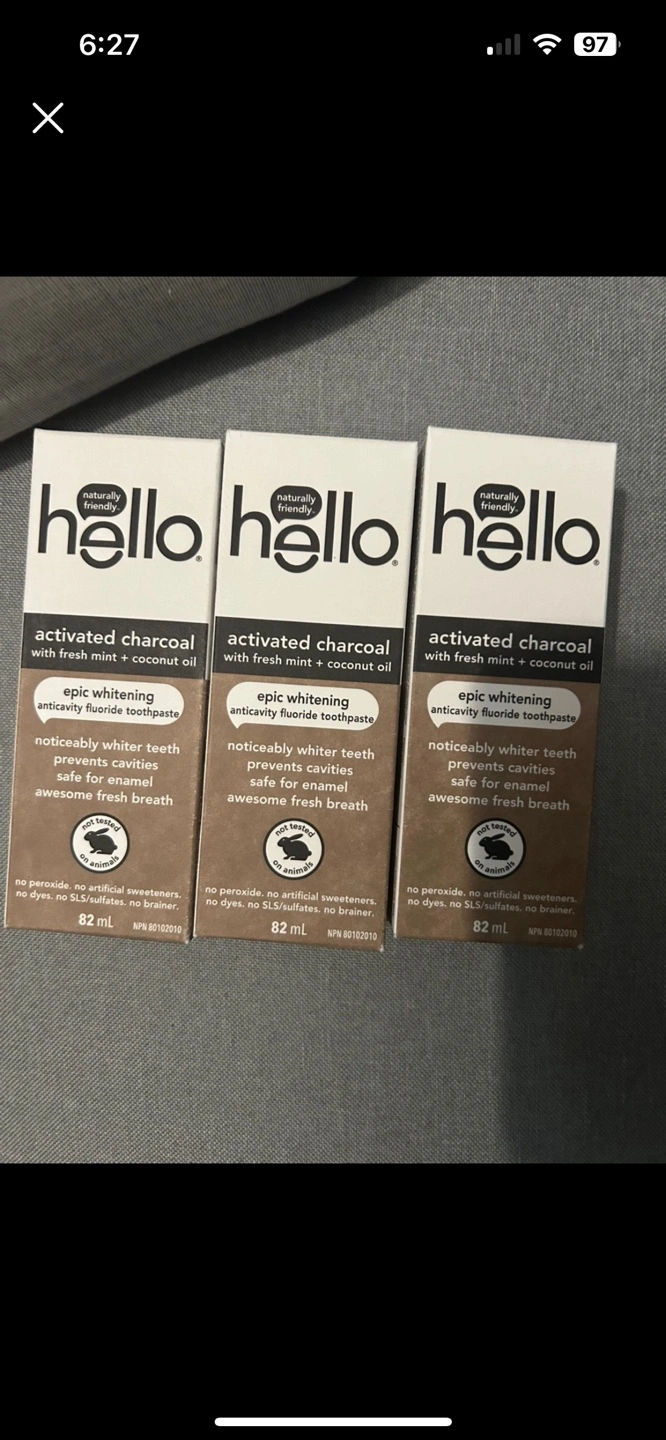 6:27
97
naturally
friendly™
hello®
activated charcoal
with fresh mint + coconut oil
epic whitening
anticavity fluoride toothpaste
noticeably whiter teeth
prevents cavities
safe for enamel
awesome fresh breath
not tested
on animals
no peroxide. no artificial sweeteners.
no dyes. no SLS/sulfates. no brainer.
82 mL
NPN 80102010
naturally
friendly™
hello®
activated charcoal
with fresh mint + coconut oil
epic whitening
anticavity fluoride toothpaste
noticeably whiter teeth
prevents cavities
safe for enamel
awesome fresh breath
not tested
on animals
no peroxide. no artificial sweeteners.
no dyes. no SLS/sulfates. no brainer.
82 mL
NPN 80102010
naturally
friendly™
hello®
activated charcoal
with fresh mint + coconut oil
epic whitening
anticavity fluoride toothpaste
noticeably whiter teeth
prevents cavities
safe for enamel
awesome fresh breath
not tested
on animals
no peroxide. no artificial sweeteners.
no dyes. no SLS/sulfates. no brainer.
82 mL
NPN 80102010